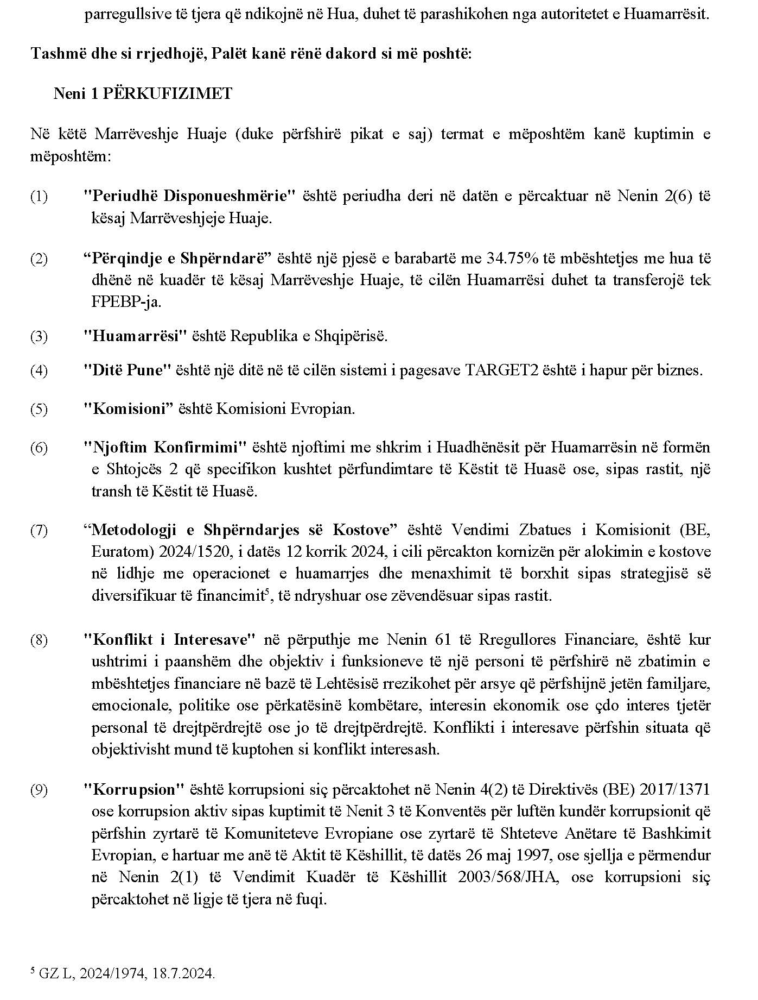 parregullsive të tjera që ndikojnë në Hua, duhet të parashikohen nga autoritetet e Huamarrësit.
Tashmë dhe si rrjedhojë, Palët kanë rënë dakord si më poshtë:
Neni 1 PËRKUFIZIMET
Në këtë Marrëveshje Huaje (duke përfshirë pikat e saj) termat e mëposhtëm kanë kuptimin e
mëposhtëm:
(1) "Periudhë Disponueshmërie" është periudha deri në datën e përcaktuar në Nenin 2(6) të
kësaj Marrëveshjeje Huaje.
(2) “Përqindje e Shpërndarë” është një pjesë e barabartë me 34.75% të mbështetjes me hua të
dhënë në kuadër të kësaj Marrëveshje Huaje, të cilën Huamarrësi duhet ta transferojë tek
FPEBP-ja.
(3) "Huamarrësi" është Republika e Shqipërisë.
(4) "Ditë Pune" është një ditë në të cilën sistemi i pagesave TARGET2 është i hapur për biznes.
(5) "Komisioni” është Komisioni Evropian.
(6) "Njoftim Konfirmimi" është njoftimi me shkrim i Huadhënësit për Huamarrësin në formën
e Shtojcës 2 që specifikon kushtet përfundimtare të Këstit të Huasë ose, sipas rastit, një
transh të Këstit të Huasë.
(7) “Metodologji e Shpërndarjes së Kostove” është Vendimi Zbatues i Komisionit (BE,
Euratom) 2024/1520, i datës 12 korrik 2024, i cili përcakton kornizën për alokimin e kostove
në lidhje me operacionet e huamarrjes dhe menaxhimit të borxhit sipas strategjisë së
diversifikuar të financimit⁵, të ndryshuar ose zëvendësuar sipas rastit.
(8) "Konflikt i Interesave" në përputhje me Nenin 61 të Rregullores Financiare, është kur
ushtrimi i paanshëm dhe objektiv i funksioneve të një personi të përfshirë në zbatimin e
mbështetjes financiare në bazë të Lehtësisë rrezikohet për arsye që përfshijnë jetën familjare,
emocionale, politike ose përkatësinë kombëtare, interesin ekonomik ose çdo interes tjetër
personal të drejtpërdrejtë ose jo të drejtpërdrejtë. Konflikti i interesave përfshin situata që
objektivisht mund të kuptohen si konflikt interesash.
(9) "Korrupsion" është korrupsioni siç përcaktohet në Nenin 4(2) të Direktivës (BE) 2017/1371
ose korrupsion aktiv sipas kuptimit të Nenit 3 të Konventës për luftën kundër korrupsionit që
përfshin zyrtarë të Komuniteteve Evropiane ose zyrtarë të Shteteve Anëtare të Bashkimit
Evropian, e hartuar me anë të Aktit të Këshillit, të datës 26 maj 1997, ose sjellja e përmendur
në Nenin 2(1) të Vendimit Kuadër të Këshillit 2003/568/JHA, ose korrupsioni siç
përcaktohet në ligje të tjera në fuqi.
⁵ GZ L, 2024/1974, 18.7.2024.